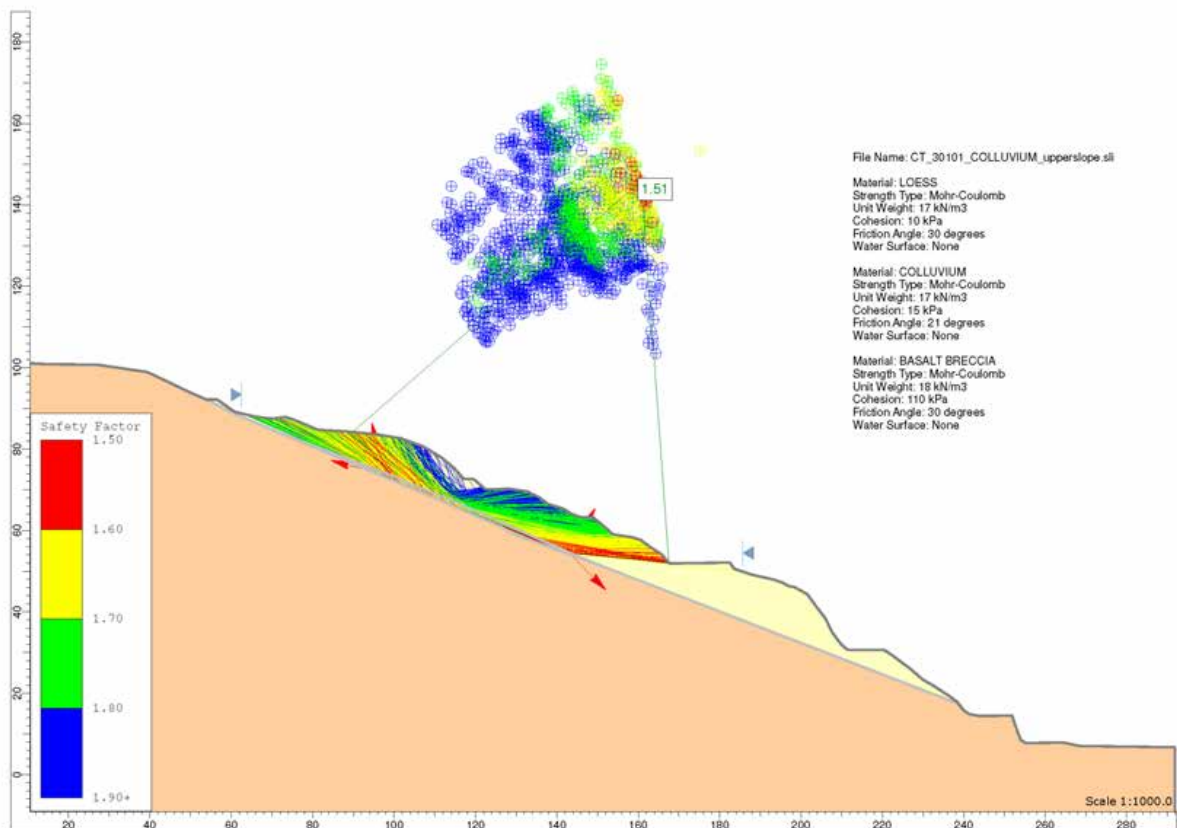 180
160
140
120
100
80
60
40
20
0
1.51
File Name: CT_30101_COLLUVIUM_upperslope.sli
Material: LOESS
Strength Type: Mohr-Coulomb
Unit Weight: 17 kN/m3
Cohesion: 10 kPa
Friction Angle: 30 degrees
Water Surface: None
Material: COLLUVIUM
Strength Type: Mohr-Coulomb
Unit Weight: 17 kN/m3
Cohesion: 15 kPa
Friction Angle: 21 degrees
Water Surface: None
Material: BASALT BRECCIA
Strength Type: Mohr-Coulomb
Unit Weight: 18 kN/m3
Cohesion: 110 kPa
Friction Angle: 30 degrees
Water Surface: None
Safety Factor
1.50
1.60
1.70
1.80
1.90+
Scale 1:1000.0
20 40 60 80 100 120 140 160 180 200 220 240 260 280